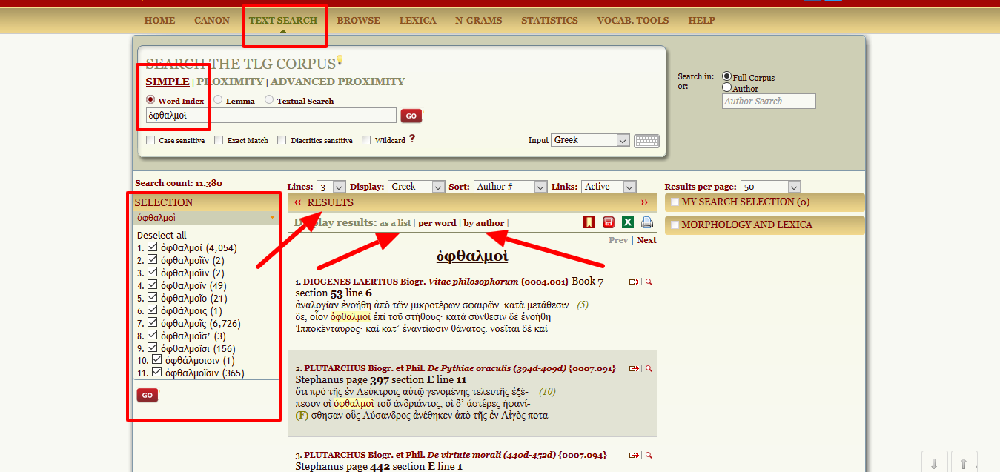 HOME CANON TEXT SEARCH BROWSE LEXICA N-GRAMS STATISTICS VOCAB. TOOLS HELP
SEARCH THE TLG CORPUS
SIMPLE | PROXIMITY | ADVANCED PROXIMITY
Word Index Lemma Textual Search
ὀφθαλμοὶ GO
Case sensitive Exact Match Diacritics sensitive Wildcard ? Input Greek
Search in: Full Corpus
or: Author
Author Search
Search count: 11,380
SELECTION
ὀφθαλμοὶ
Deselect all
1. ὀφθαλμοί (4,054)
2. ὀφθαλμοῖϊν (2)
3. ὀφθαλμοῖιν (2)
4. ὀφθαλμοῖν (49)
5. ὀφθαλμοῖο (21)
6. ὀφθάλμοις (1)
7. ὀφθαλμοῖς (6,726)
8. ὀφθαλμοῖσ’ (3)
9. ὀφθαλμοῖσι (156)
10. ὀφθάλμοισιν (1)
11. ὀφθαλμοῖσιν (365)
GO
Lines: 3 Display: Greek Sort: Author # Links: Active
‹‹ RESULTS ››
Display results: as a list | per word | by author |
Prev | Next
ὀφθαλμοὶ
1. DIOGENES LAERTIUS Biogr. Vitae philosophorum {0004.001} Book 7
section 53 line 6
ἀναλογίαν ἐνοήθη ἀπὸ τῶν μικροτέρων σφαιρῶν. κατὰ μετάθεσιν (5)
δέ, οἷον ὀφθαλμοὶ ἐπὶ τοῦ στήθους· κατὰ σύνθεσιν δὲ ἐνοήθη
Ἱπποκένταυρος· καὶ κατ’ ἐναντίωσιν θάνατος. νοεῖται δὲ καὶ
2. PLUTARCHUS Biogr. et Phil. De Pythiae oraculis (394d-409d) {0007.091}
Stephanus page 397 section E line 11
ὅτι πρὸ τῆς ἐν Λεύκτροις αὐτῷ γενομένης τελευτῆς ἐξέ- (10)
πεσον οἱ ὀφθαλμοὶ τοῦ ἀνδριάντος, οἱ δ’ ἀστέρες ἠφανί-
(F) σθησαν οὓς Λύσανδρος ἀνέθηκεν ἀπὸ τῆς ἐν Αἰγὸς ποτα-
3. PLUTARCHUS Biogr. et Phil. De virtute morali (440d-452d) {0007.094}
Stephanus page 442 section E line 1
Results per page: 50
MY SEARCH SELECTION (0)
MORPHOLOGY AND LEXICA